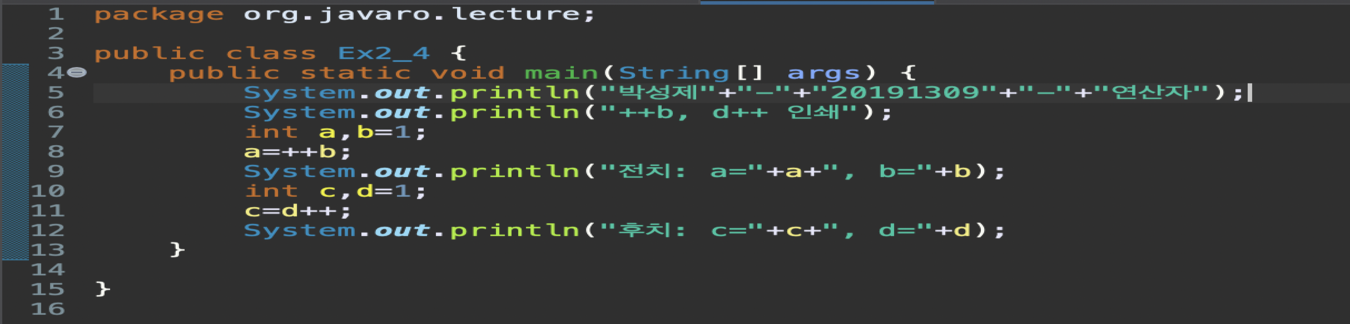 1 package org.javaro.lecture;
2
3 public class Ex2_4 {
4 public static void main(String[] args) {
5 System.out.println("박성제"+"-"+"20191309"+"-"+"연산자");
6 System.out.println("++b, d++ 인쇄");
7 int a,b=1;
8 a=++b;
9 System.out.println("전치: a="+a+", b="+b);
10 int c,d=1;
11 c=d++;
12 System.out.println("후치: c="+c+", d="+d);
13 }
14
15 }
16